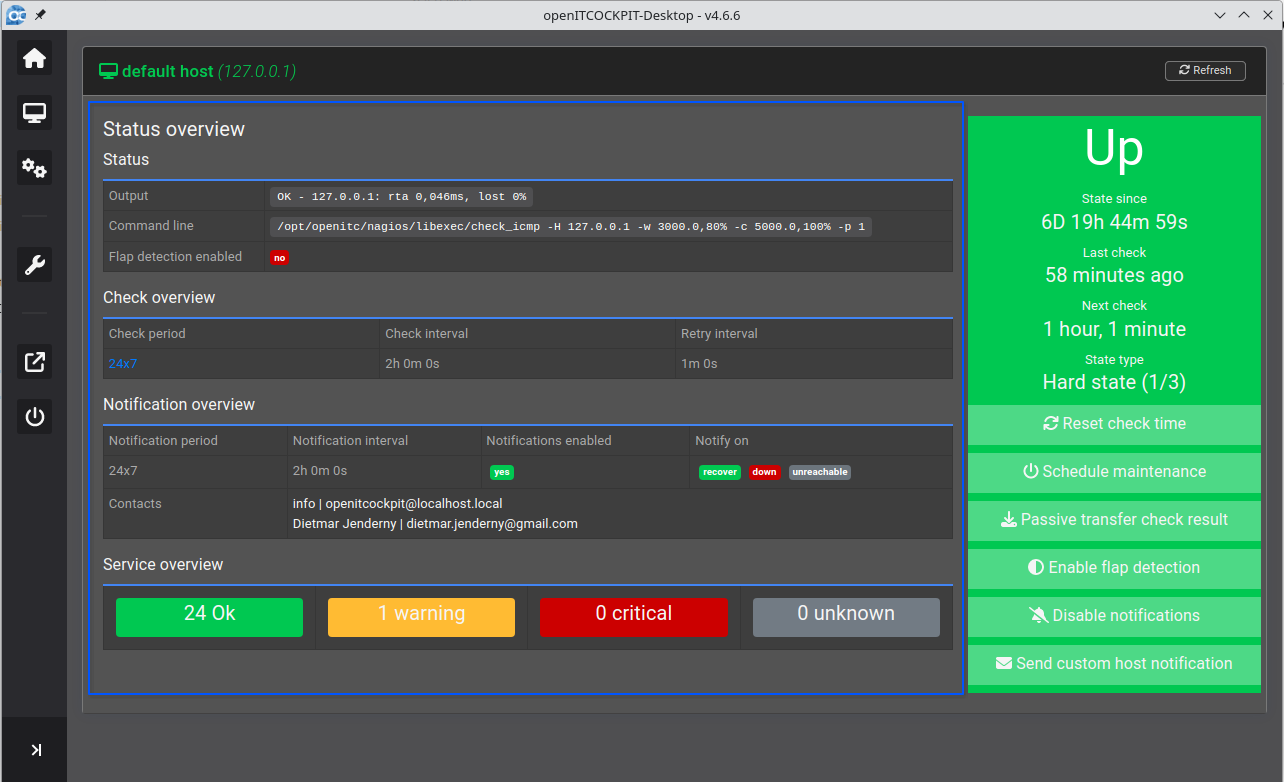 openITCOCKPIT-Desktop - v4.6.6
default host (127.0.0.1)
Refresh
Status overview
Status
Output OK - 127.0.0.1: rta 0,046ms, lost 0%
Command line /opt/openitc/nagios/libexec/check_icmp -H 127.0.0.1 -w 3000.0,80% -c 5000.0,100% -p 1
Flap detection enabled no
Check overview
Check period Check interval Retry interval
24x7 2h 0m 0s 1m 0s
Notification overview
Notification period Notification interval Notifications enabled Notify on
24x7 2h 0m 0s yes recover down unreachable
Contacts info | openitcockpit@localhost.local
Dietmar Jenderny | dietmar.jenderny@gmail.com
Service overview
24 Ok 1 warning 0 critical 0 unknown
Up
State since
6D 19h 44m 59s
Last check
58 minutes ago
Next check
1 hour, 1 minute
State type
Hard state (1/3)
Reset check time
Schedule maintenance
Passive transfer check result
Enable flap detection
Disable notifications
Send custom host notification